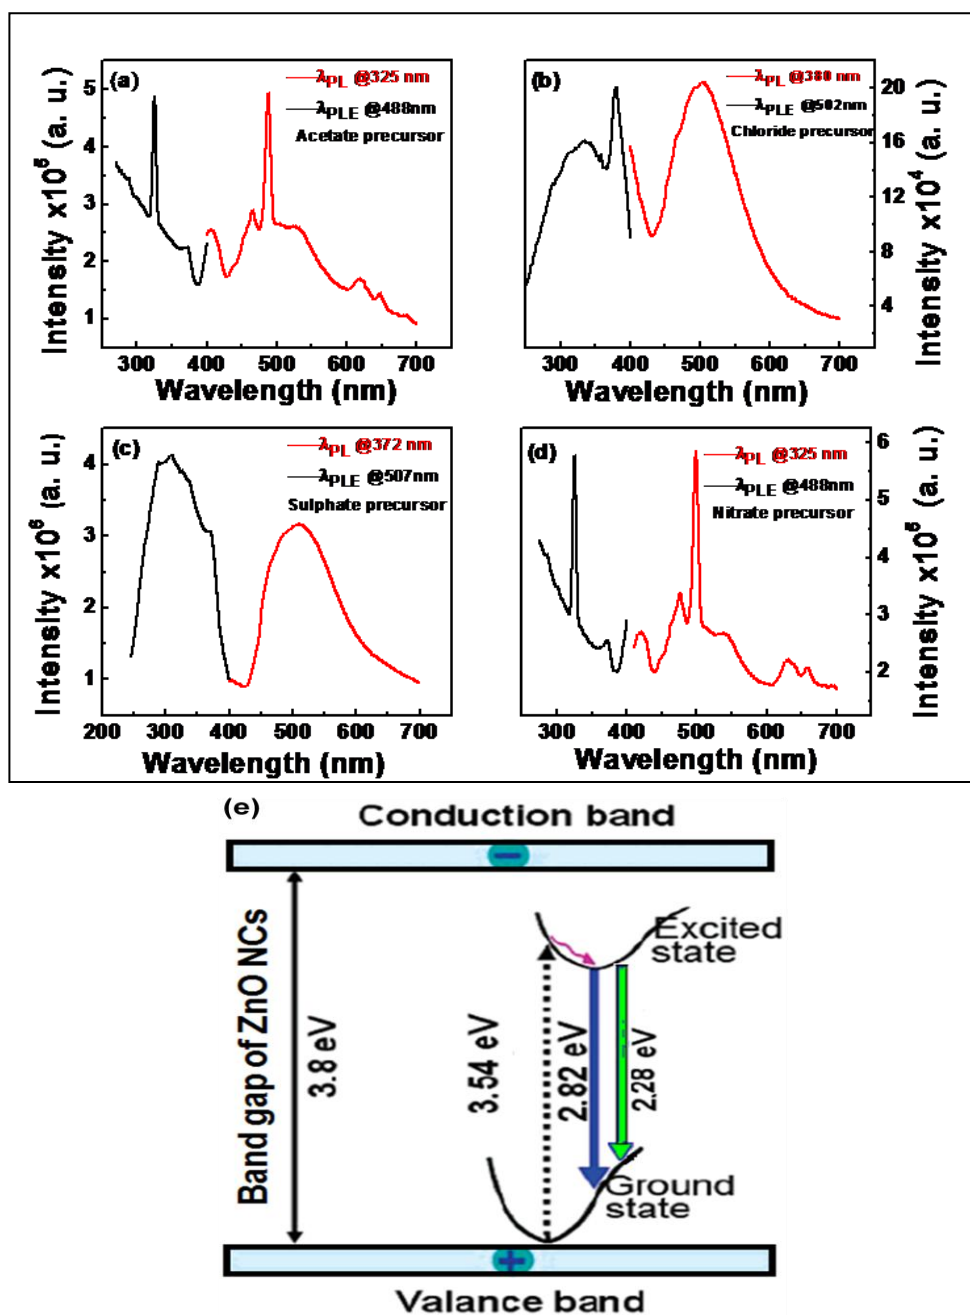 (a)
λPL @325 nm
λPLE @488nm
Acetate precursor
Intensity x10⁵ (a. u.)
5
4
3
2
1
300 400 500 600 700
Wavelength (nm)
(b)
λPL @380 nm
λPLE @502nm
Chloride precursor
20
16
12
8
4
Intensity x10⁴ (a. u.)
300 400 500 600 700
Wavelength (nm)
(c)
λPL @372 nm
λPLE @507nm
Sulphate precursor
4
3
2
1
200 300 400 500 600 700
Wavelength (nm)
(d)
λPL @325 nm
λPLE @488nm
Nitrate precursor
6
5
4
3
2
300 400 500 600 700
Wavelength (nm)
(e)
Conduction band
−
Band gap of ZnO NCs
3.8 eV
Excited
state
3.54 eV
2.82 eV
2.28 eV
Ground
state
+
Valance band